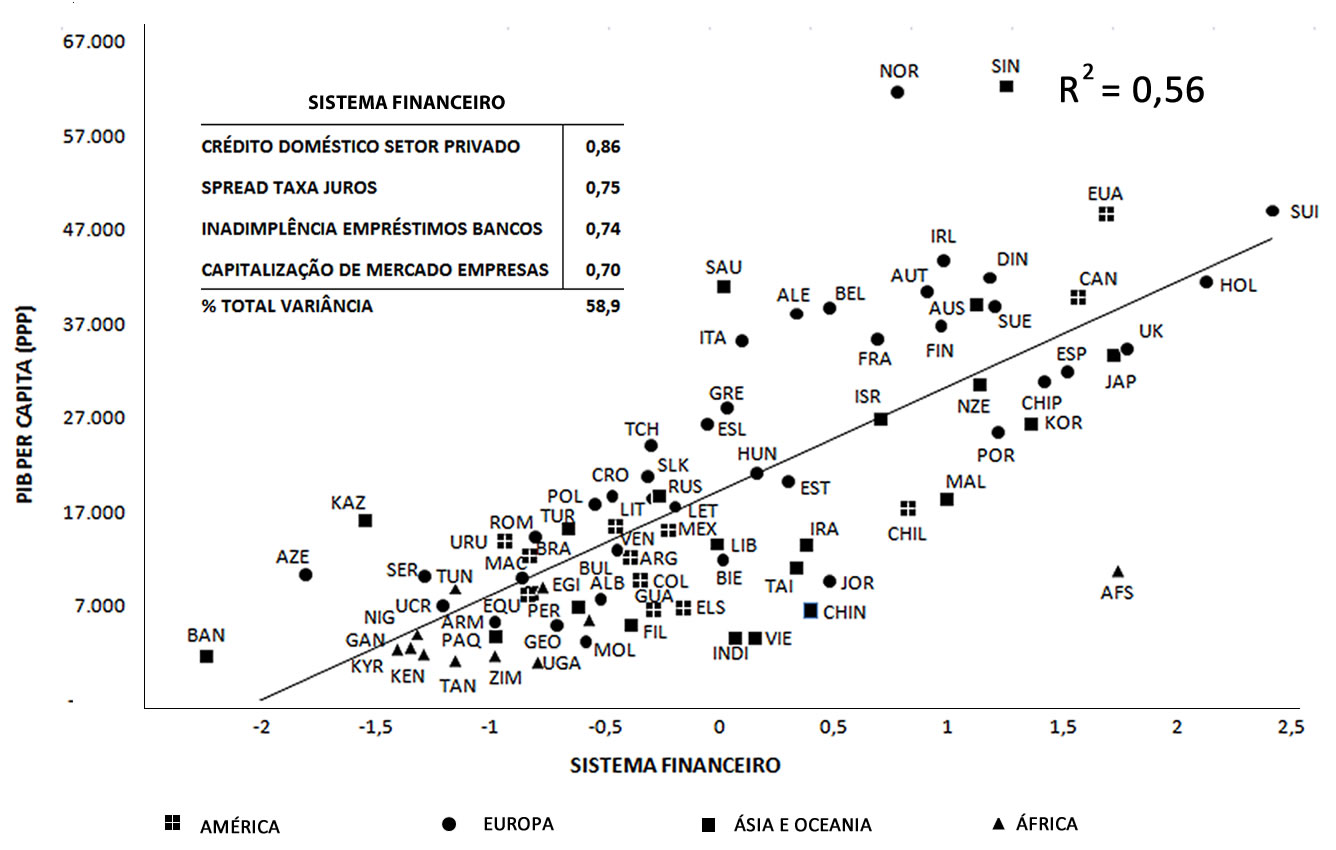 67.000
57.000
47.000
37.000
27.000
17.000
7.000
-
PIB PER CAPITA (PPP)
SISTEMA FINANCEIRO
CRÉDITO DOMÉSTICO SETOR PRIVADO 0,86
SPREAD TAXA JUROS 0,75
INADIMPLÊNCIA EMPRÉSTIMOS BANCOS 0,74
CAPITALIZAÇÃO DE MERCADO EMPRESAS 0,70
% TOTAL VARIÂNCIA 58,9
R² = 0,56
NOR
SIN
EUA
SUI
IRL
DIN
SAU
AUT
CAN
HOL
ALE
BEL
AUS
SUE
ITA
FRA
FIN
UK
ESP
JAP
GRE
ISR
NZE
CHIP
TCH
ESL
KOR
HUN
POR
CRO
SLK
RUS
EST
MAL
KAZ
POL
LIT
LET
ROM
TUR
MEX
CHIL
IRA
URU
BRA
VEN
LIB
AZE
MAC
BUL
ARG
BIE
SER
TUN
EGI
ALB
COL
TAI
JOR
AFS
GUA
NIG
UCR
EQU
PER
ELS
CHIN
ARM
BAN
GAN
PAQ
GEO
FIL
INDI
VIE
KYR
KEN
MOL
UGA
TAN
ZIM
-2 -1,5 -1 -0,5 0 0,5 1 1,5 2 2,5
SISTEMA FINANCEIRO
AMÉRICA EUROPA ÁSIA E OCEANIA ÁFRICA